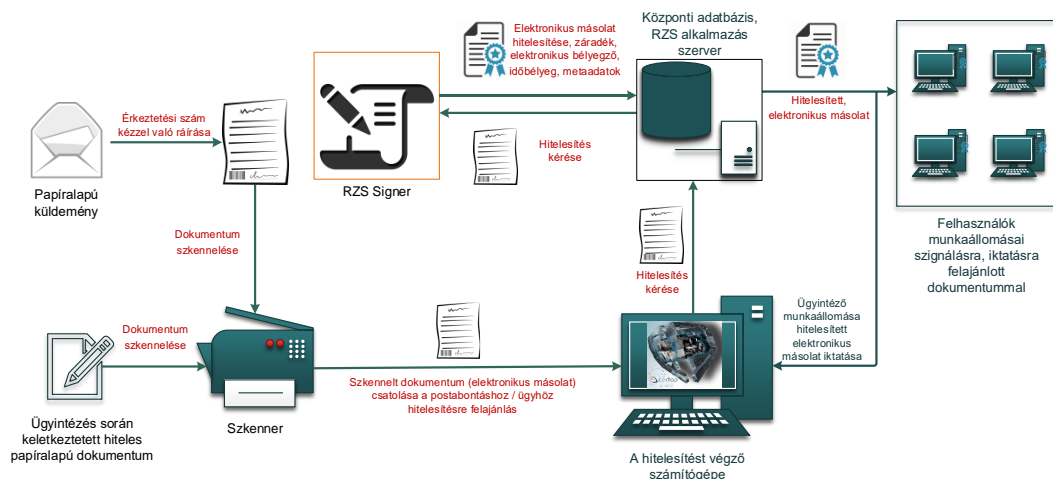 Elektronikus másolat
hitelesítése, záradék,
elektronikus bélyegző,
időbélyeg, metaadatok
Központi adatbázis,
RZS alkalmazás
szerver
Érkeztetési szám
kézzel való ráírása
Hitelesített,
elektronikus másolat
Hitelesítés
kérése
Papíralapú
küldemény
RZS Signer
Dokumentum
szkennelése
Hitelesítés
kérése
Felhasználók
munkaállomásai
szignálásra, iktatásra
felajánlott
dokumentummal
Dokumentum
szkennelése
Ügyintéző
munkaállomása
hitelesített
elektronikus
másolat iktatása
Szkennelt dokumentum (elektronikus másolat)
csatolása a postabontáshoz / ügyhöz
hitelesítésre felajánlás
certop
Ügyintézés során
keletkeztetett hiteles
papíralapú dokumentum
Szkenner
A hitelesítést végző
számítógépe